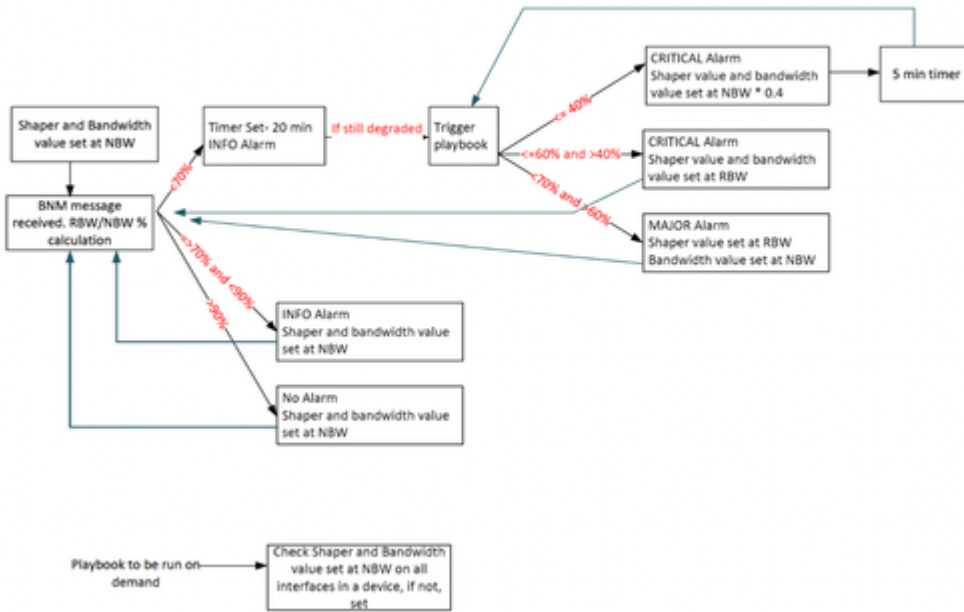 Shaper and Bandwidth
value set at NBW
BNM message
received. RBW/NBW %
calculation
<70%
Timer Set- 20 min
INFO Alarm
If still degraded
Trigger
playbook
<= 40%
CRITICAL Alarm
Shaper value and bandwidth
value set at NBW * 0.4
5 min timer
<=60% and >40%
CRITICAL Alarm
Shaper value and bandwidth
value set at RBW
<70% and >60%
MAJOR Alarm
Shaper value set at RBW
Bandwidth value set at NBW
=>70% and <90%
INFO Alarm
Shaper and bandwidth value
set at NBW
>90%
No Alarm
Shaper and bandwidth value
set at NBW
Playbook to be run on
demand
Check Shaper and Bandwidth
value set at NBW on all
interfaces in a device, if not,
set